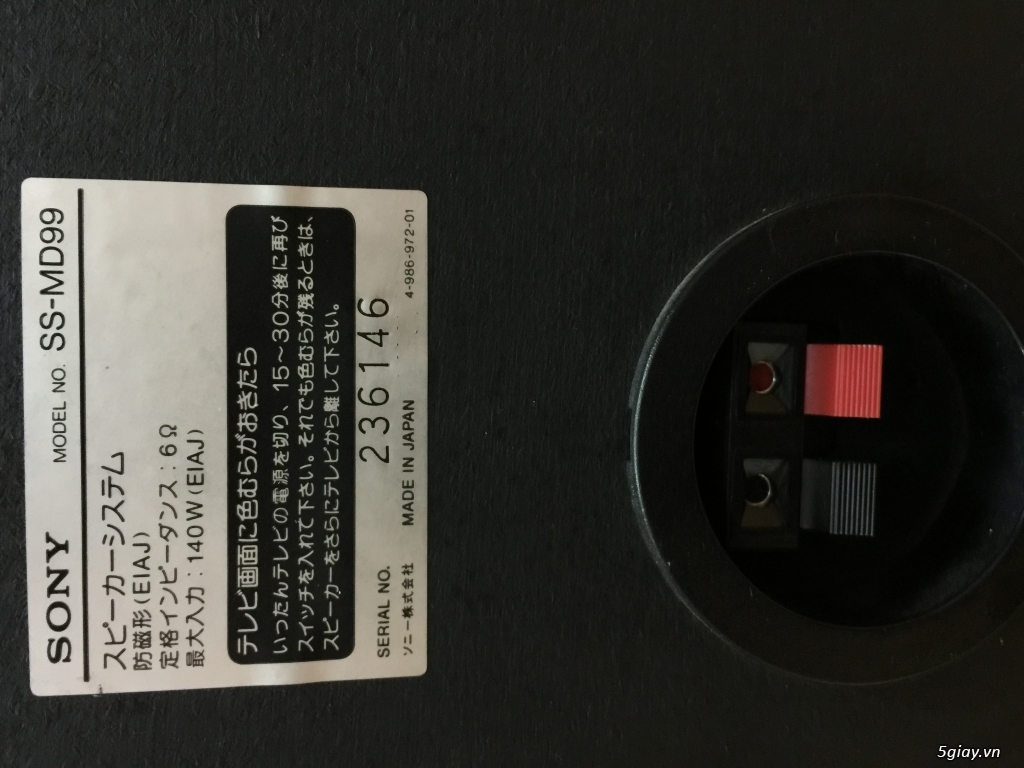 SONY MODEL NO. SS-MD99
スピーカーシステム
防磁形(EIAJ)
定格インピーダンス:6Ω
最大入力:140W(EIAJ)
テレビ画面に色むらがおきたら
いったんテレビの電源を切り、15~30分後に再び
スイッチを入れて下さい。それでも色むらが残るときは、
スピーカーをさらにテレビから離して下さい。
SERIAL NO. 236146
ソニー株式会社 MADE IN JAPAN 4-986-972-01
5giay.vn